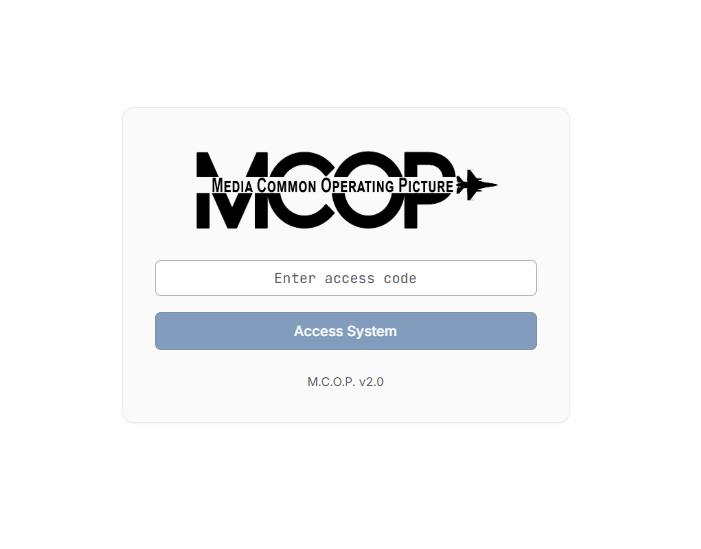 MCOP
MEDIA COMMON OPERATING PICTURE
Enter access code
Access System
M.C.O.P. v2.0